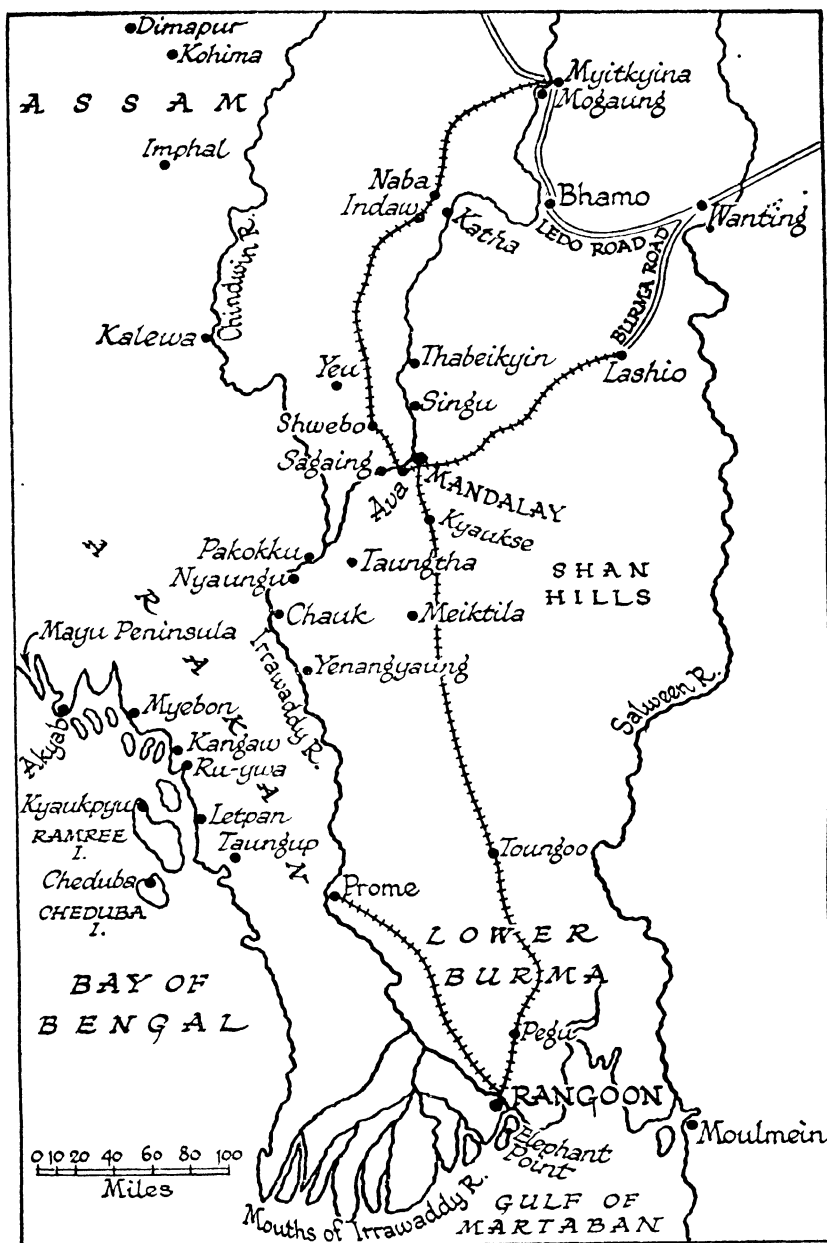 Dimapur
Kohima
ASSAM
Myitkyina
Mogaung
Imphal
Naba
Indaw
Katha
Bhamo
Wanting
LEDO ROAD
BURMA ROAD
Chindwin R.
Kalewa
Yeu
Thabeikyin
Lashio
Singu
Shwebo
Sagaing
Ava
MANDALAY
Kyaukse
Pakokku
Taungtha
Nyaungu
SHAN
HILLS
Chauk
Meiktila
Mayu Peninsula
ARAKAN
Irrawaddy R.
Yenangyaung
Salween R.
Akyab
Myebon
Kangaw
Ru-ywa
Kyaukpyu
RAMREE
I.
Letpan
Taungup
Toungoo
Cheduba
CHEDUBA
I.
Prome
LOWER
BURMA
BAY OF
BENGAL
Pegu
RANGOON
Elephant
Point
Moulmein
0 10 20 40 60 80 100
Miles
Mouths of Irrawaddy R.
GULF OF
MARTABAN